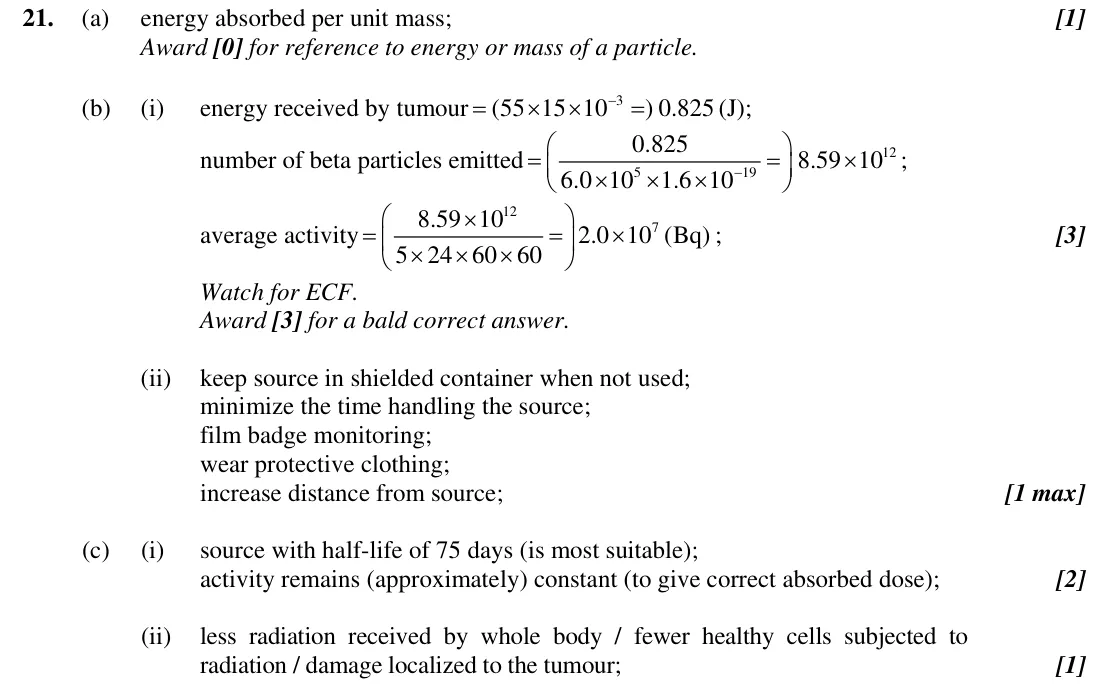 21. (a) energy absorbed per unit mass; [1]
Award [0] for reference to energy or mass of a particle.
(b) (i) energy received by tumour = (55×15×10⁻³ =) 0.825 (J);
number of beta particles emitted = (0.825 / 6.0×10⁵×1.6×10⁻¹⁹ =) 8.59×10¹²;
average activity = (8.59×10¹² / 5×24×60×60 =) 2.0×10⁷ (Bq); [3]
Watch for ECF.
Award [3] for a bald correct answer.
(ii) keep source in shielded container when not used;
minimize the time handling the source;
film badge monitoring;
wear protective clothing;
increase distance from source; [1 max]
(c) (i) source with half-life of 75 days (is most suitable);
activity remains (approximately) constant (to give correct absorbed dose); [2]
(ii) less radiation received by whole body / fewer healthy cells subjected to
radiation / damage localized to the tumour; [1]